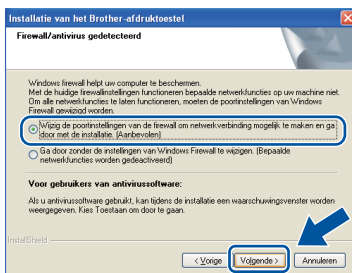 Installatie van het Brother-afdruktoestel
Firewall/antivirus gedetecteerd
Windows firewall helpt uw computer te beschermen.
Met de huidige firewallinstellingen functioneren bepaalde netwerkfuncties op uw machine niet.
Om alle netwerkfuncties te laten functioneren, moeten de poortinstellingen van Windows
Firewall gewijzigd worden.
Wijzig de poortinstellingen van de firewall om netwerkverbinding mogelijk te maken en ga
door met de installatie. (Aanbevolen)
Ga door zonder de instellingen van Windows Firewall te wijzigen. (Bepaalde
netwerkfuncties worden gedeactiveerd)
Voor gebruikers van antivirussoftware:
Als u antivirussoftware gebruikt, kan tijdens de installatie een waarschuwingsvenster worden
weergegeven. Kies Toestaan om door te gaan.
InstallShield
< Vorige
Volgende >
Annuleren